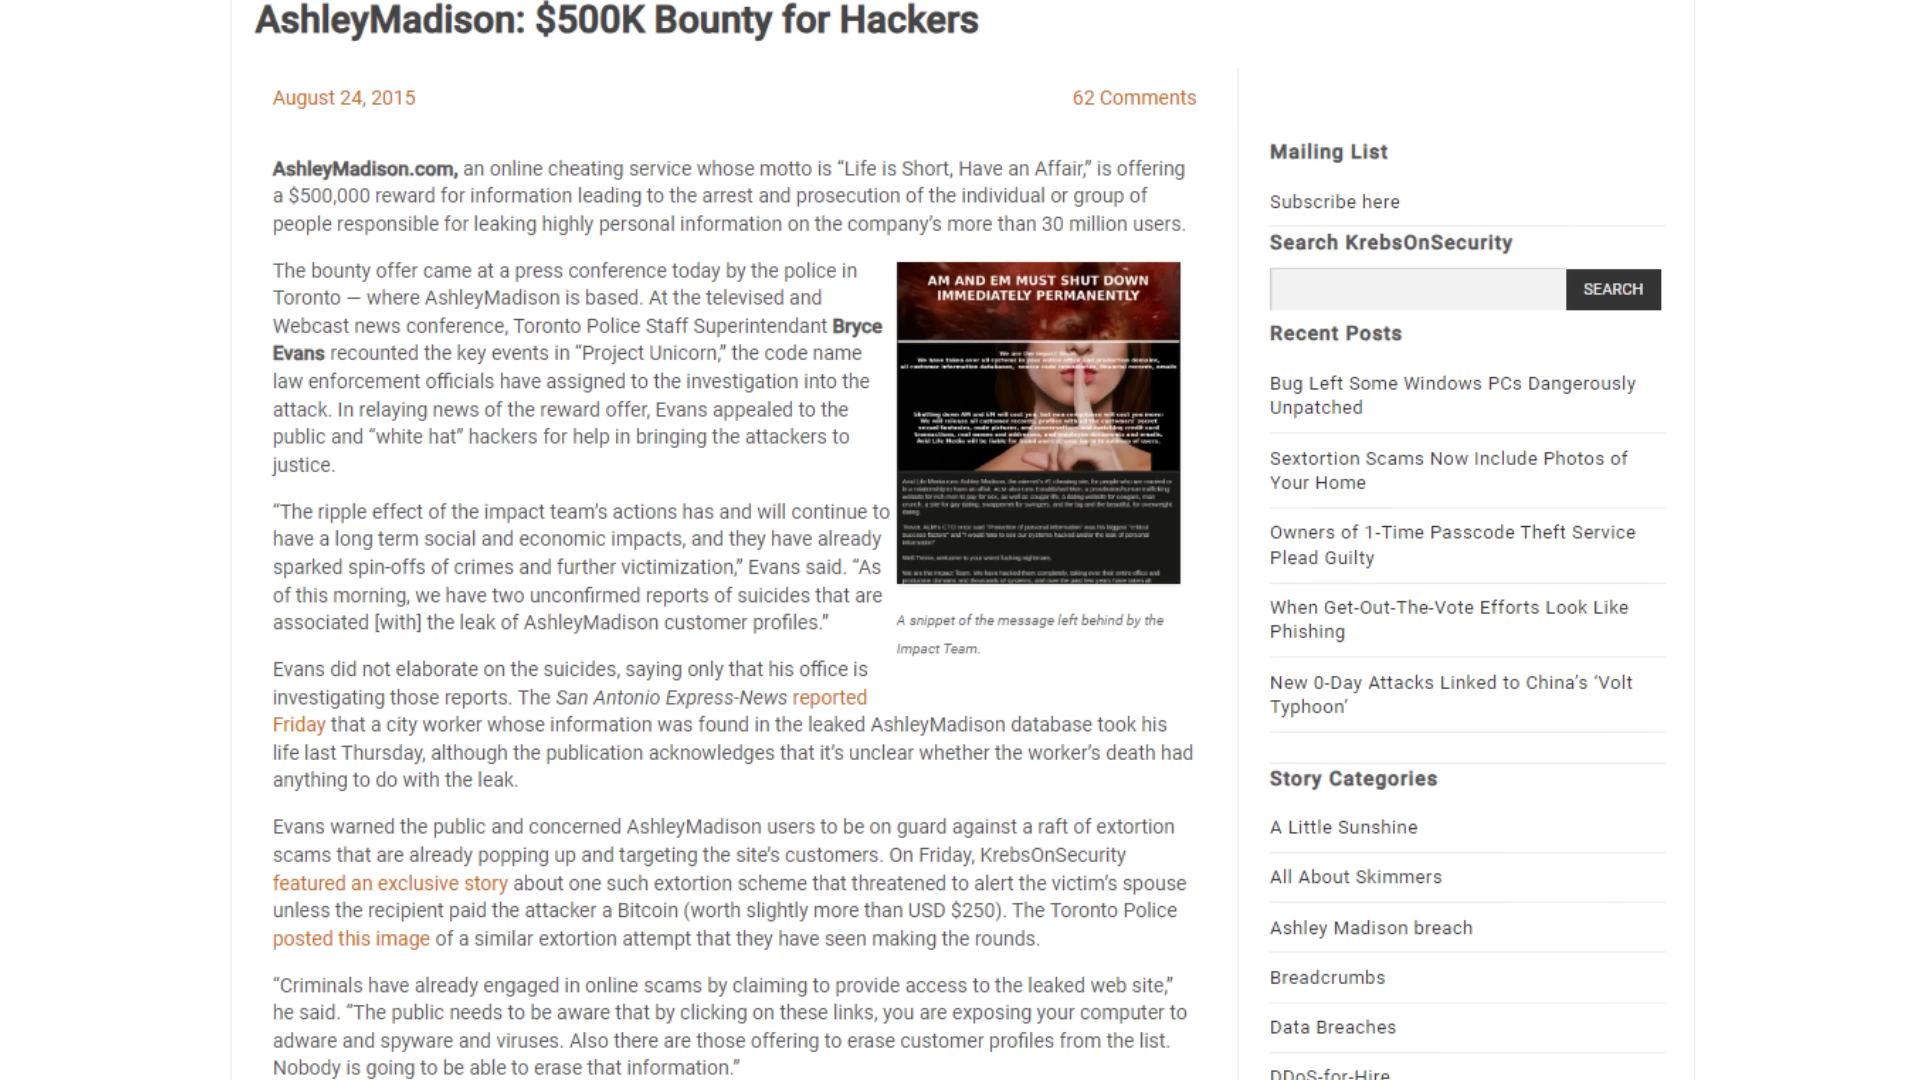 AshleyMadison: $500K Bounty for Hackers
August 24, 2015
62 Comments
AshleyMadison.com, an online cheating service whose motto is “Life is Short, Have an Affair,” is offering
a $500,000 reward for information leading to the arrest and prosecution of the individual or group of
people responsible for leaking highly personal information on the company’s more than 30 million users.
The bounty offer came at a press conference today by the police in
Toronto — where AshleyMadison is based. At the televised and
Webcast news conference, Toronto Police Staff Superintendant Bryce
Evans recounted the key events in “Project Unicorn,” the code name
law enforcement officials have assigned to the investigation into the
attack. In relaying news of the reward offer, Evans appealed to the
public and “white hat” hackers for help in bringing the attackers to
justice.
AM AND EM MUST SHUT DOWN
IMMEDIATELY PERMANENTLY
A snippet of the message left behind by the
Impact Team.
“The ripple effect of the impact team’s actions has and will continue to
have a long term social and economic impacts, and they have already
sparked spin-offs of crimes and further victimization,” Evans said. “As
of this morning, we have two unconfirmed reports of suicides that are
associated [with] the leak of AshleyMadison customer profiles.”
Evans did not elaborate on the suicides, saying only that his office is
investigating those reports. The San Antonio Express-News reported
Friday that a city worker whose information was found in the leaked AshleyMadison database took his
life last Thursday, although the publication acknowledges that it’s unclear whether the worker’s death had
anything to do with the leak.
Evans warned the public and concerned AshleyMadison users to be on guard against a raft of extortion
scams that are already popping up and targeting the site’s customers. On Friday, KrebsOnSecurity
featured an exclusive story about one such extortion scheme that threatened to alert the victim’s spouse
unless the recipient paid the attacker a Bitcoin (worth slightly more than USD $250). The Toronto Police
posted this image of a similar extortion attempt that they have seen making the rounds.
“Criminals have already engaged in online scams by claiming to provide access to the leaked web site,”
he said. “The public needs to be aware that by clicking on these links, you are exposing your computer to
adware and spyware and viruses. Also there are those offering to erase customer profiles from the list.
Nobody is going to be able to erase that information.”
Mailing List
Subscribe here
Search KrebsOnSecurity
SEARCH
Recent Posts
Bug Left Some Windows PCs Dangerously
Unpatched
Sextortion Scams Now Include Photos of
Your Home
Owners of 1-Time Passcode Theft Service
Plead Guilty
When Get-Out-The-Vote Efforts Look Like
Phishing
New 0-Day Attacks Linked to China’s ‘Volt
Typhoon’
Story Categories
A Little Sunshine
All About Skimmers
Ashley Madison breach
Breadcrumbs
Data Breaches
DDoS-for-Hire